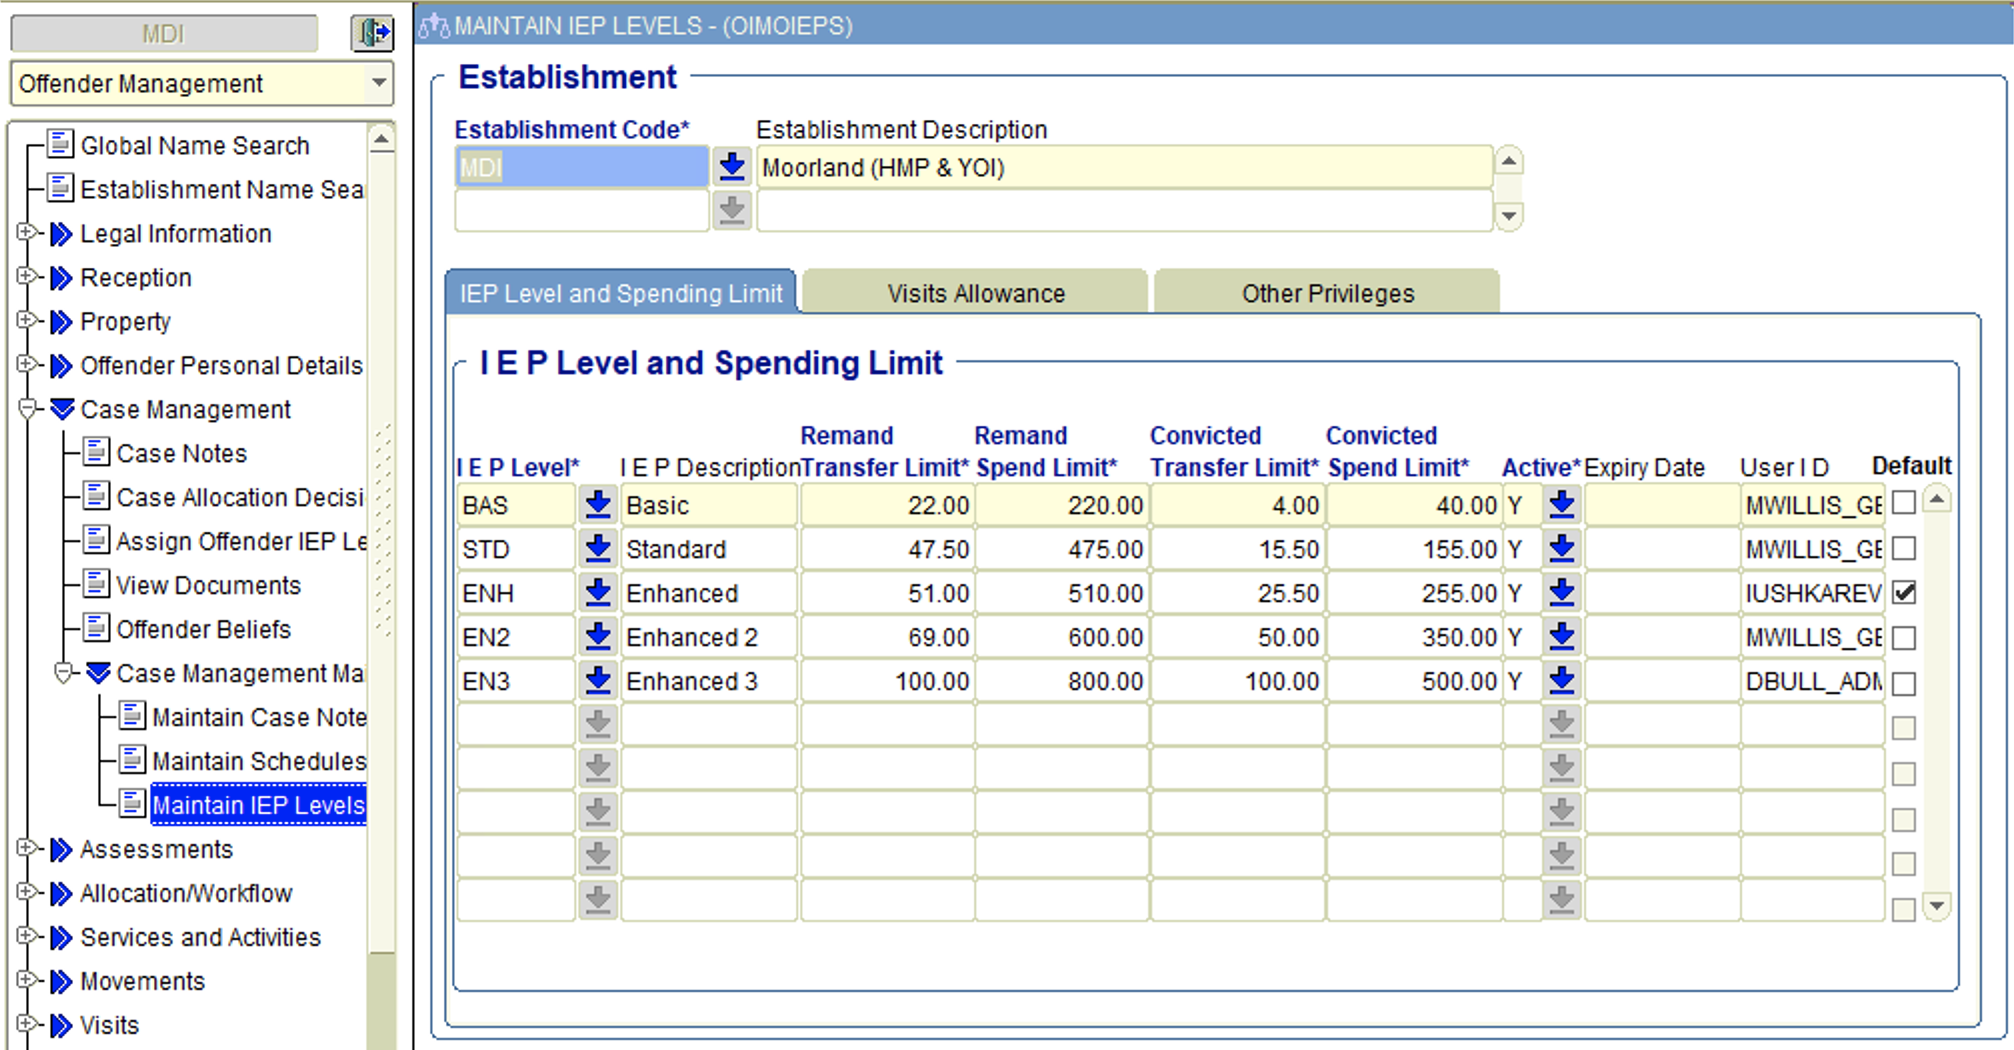 MDI
Offender Management
Global Name Search
Establishment Name Sea
Legal Information
Reception
Property
Offender Personal Details
Case Management
Case Notes
Case Allocation Decisi
Assign Offender IEP Le
View Documents
Offender Beliefs
Case Management Mai
Maintain Case Note
Maintain Schedules
Maintain IEP Levels
Assessments
Allocation/Workflow
Services and Activities
Movements
Visits
MAINTAIN IEP LEVELS - (OIMOIEPS)
Establishment
Establishment Code* Establishment Description
MDI Moorland (HMP & YOI)
IEP Level and Spending Limit Visits Allowance Other Privileges
I E P Level and Spending Limit
Remand Remand Convicted Convicted
I E P Level* I E P Description Transfer Limit* Spend Limit* Transfer Limit* Spend Limit* Active* Expiry Date User I D Default
BAS Basic 22.00 220.00 4.00 40.00 Y MWILLIS_GE
STD Standard 47.50 475.00 15.50 155.00 Y MWILLIS_GE
ENH Enhanced 51.00 510.00 25.50 255.00 Y IUSHKAREV
EN2 Enhanced 2 69.00 600.00 50.00 350.00 Y MWILLIS_GE
EN3 Enhanced 3 100.00 800.00 100.00 500.00 Y DBULL_ADM